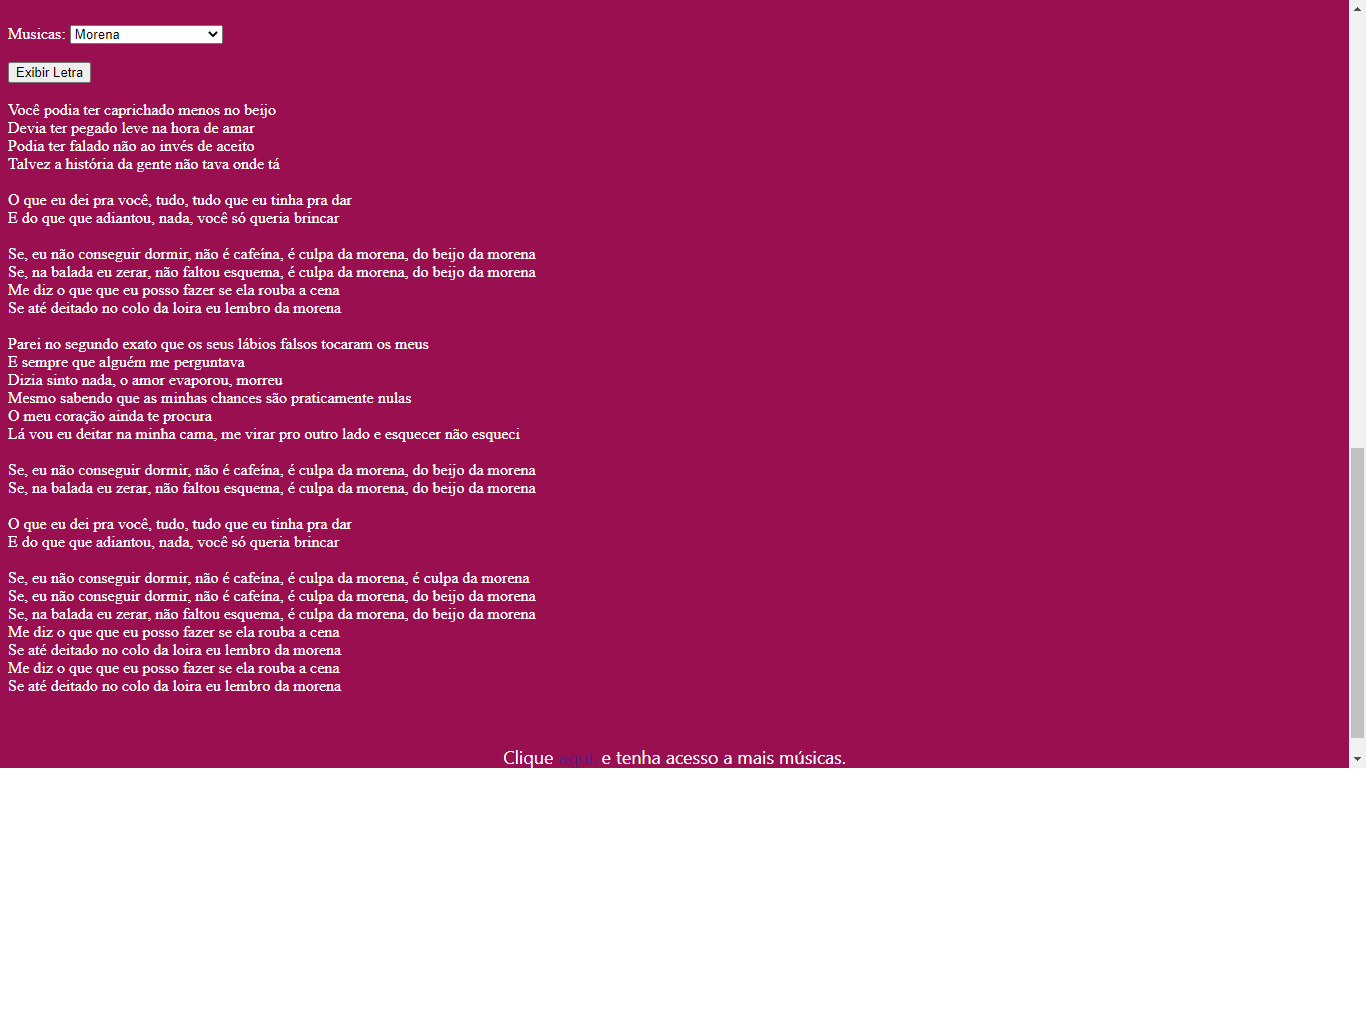 Musicas: Morena
Exibir Letra
Você podia ter caprichado menos no beijo
Devia ter pegado leve na hora de amar
Podia ter falado não ao invés de aceito
Talvez a história da gente não tava onde tá
O que eu dei pra você, tudo, tudo que eu tinha pra dar
E do que que adiantou, nada, você só queria brincar
Se, eu não conseguir dormir, não é cafeína, é culpa da morena, do beijo da morena
Se, na balada eu zerar, não faltou esquema, é culpa da morena, do beijo da morena
Me diz o que que eu posso fazer se ela rouba a cena
Se até deitado no colo da loira eu lembro da morena
Parei no segundo exato que os seus lábios falsos tocaram os meus
E sempre que alguém me perguntava
Dizia sinto nada, o amor evaporou, morreu
Mesmo sabendo que as minhas chances são praticamente nulas
O meu coração ainda te procura
Lá vou eu deitar na minha cama, me virar pro outro lado e esquecer não esqueci
Se, eu não conseguir dormir, não é cafeína, é culpa da morena, do beijo da morena
Se, na balada eu zerar, não faltou esquema, é culpa da morena, do beijo da morena
O que eu dei pra você, tudo, tudo que eu tinha pra dar
E do que que adiantou, nada, você só queria brincar
Se, eu não conseguir dormir, não é cafeína, é culpa da morena, é culpa da morena
Se, eu não conseguir dormir, não é cafeína, é culpa da morena, do beijo da morena
Se, na balada eu zerar, não faltou esquema, é culpa da morena, do beijo da morena
Me diz o que que eu posso fazer se ela rouba a cena
Se até deitado no colo da loira eu lembro da morena
Me diz o que que eu posso fazer se ela rouba a cena
Se até deitado no colo da loira eu lembro da morena
Clique aqui, e tenha acesso a mais músicas.